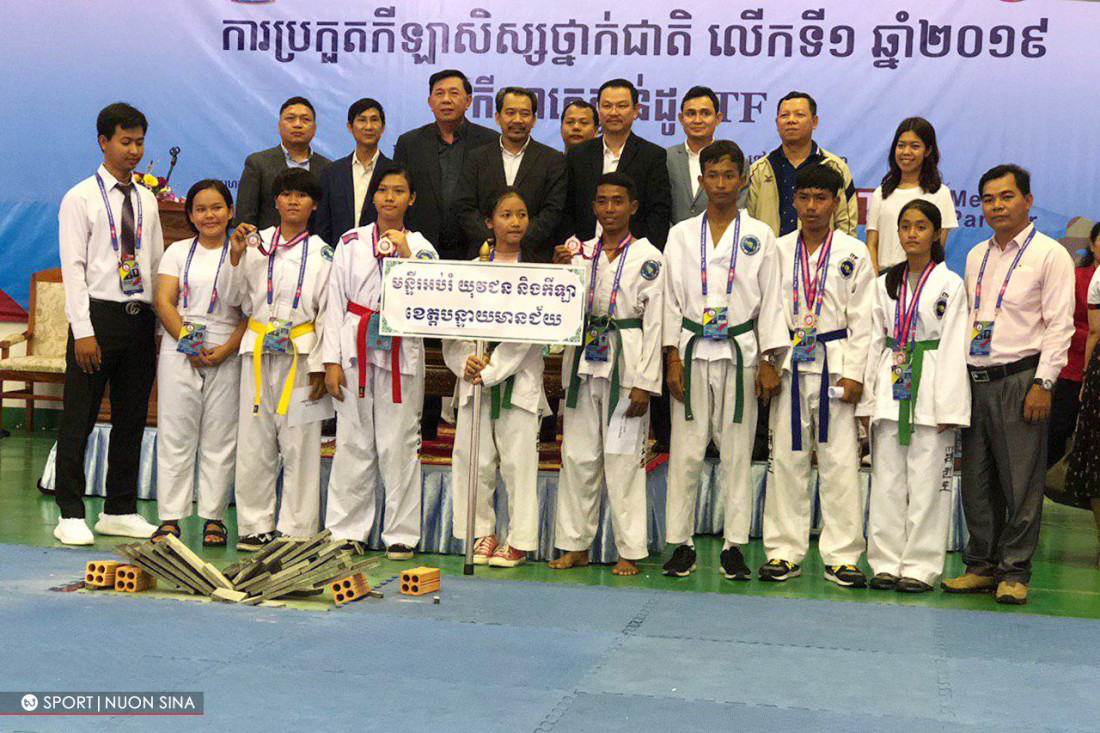 ការប្រកួតកីឡាសិស្សថ្នាក់ជាតិ លើកទី១ ឆ្នាំ២០១៩
TF
មន្ទីរអប់រំ យុវជន និងកីឡា
ខេត្តបន្ទាយមានជ័យ
SPORT | NUON SINA